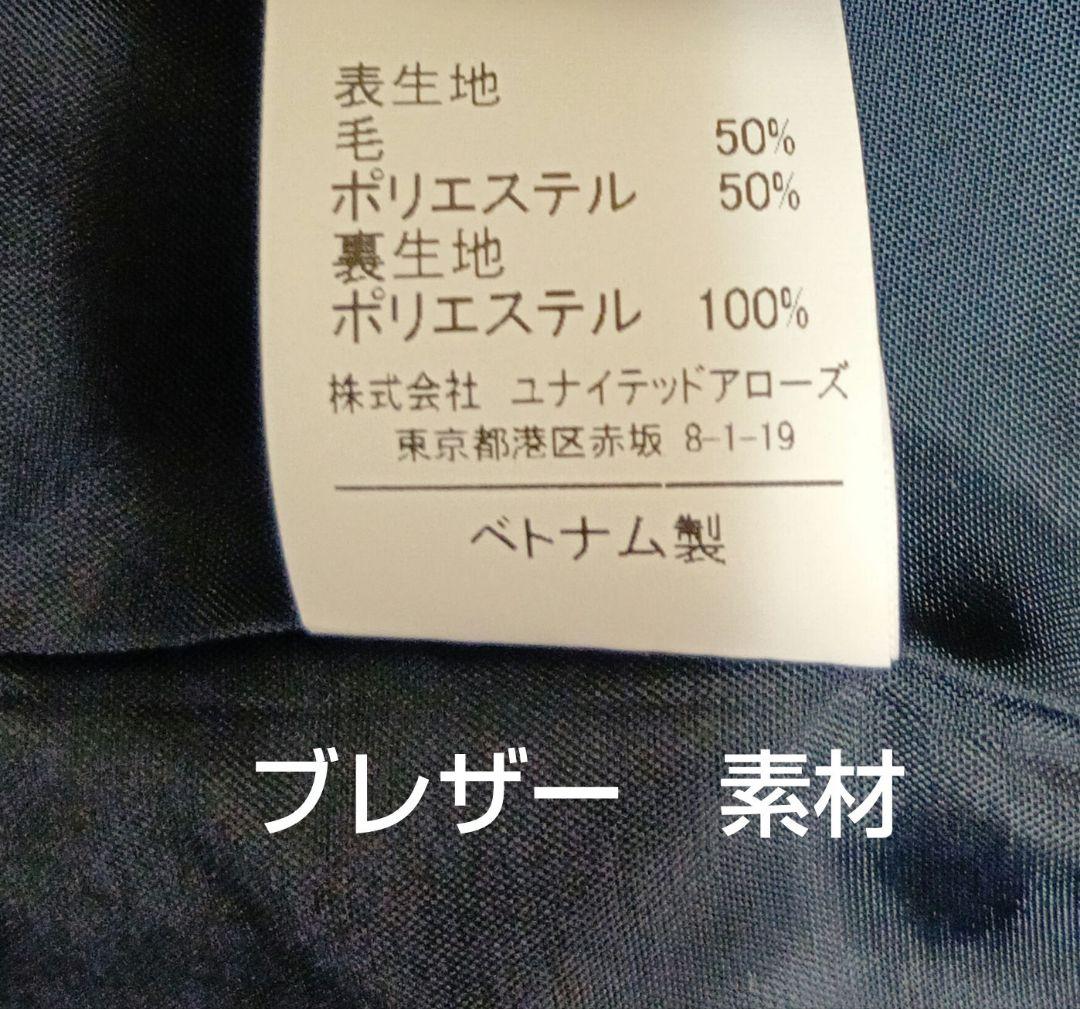 表生地
毛 50%
ポリエステル 50%
裏生地
ポリエステル 100%
株式会社 ユナイテッドアローズ
東京都港区赤坂 8-1-19
ベトナム製
ブレザー 素材